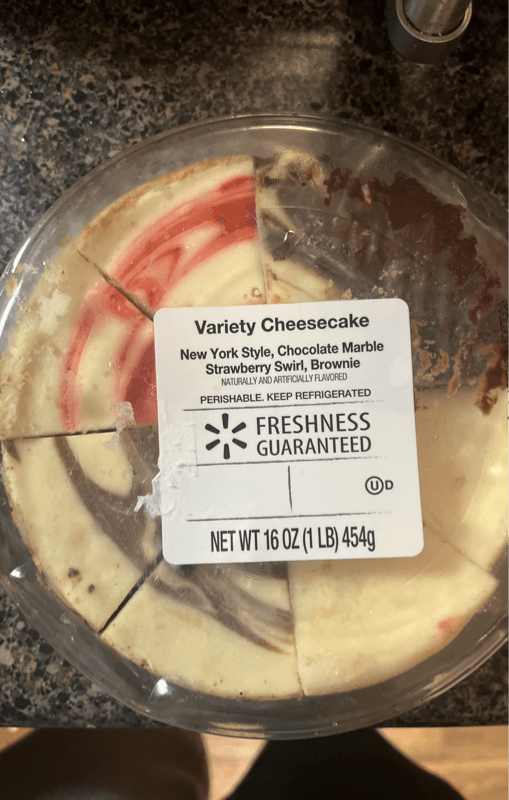 Variety Cheesecake
New York Style, Chocolate Marble
Strawberry Swirl, Brownie
NATURALLY AND ARTIFICIALLY FLAVORED
PERISHABLE. KEEP REFRIGERATED
FRESHNESS
GUARANTEED
U D
NET WT 16 OZ (1 LB) 454g